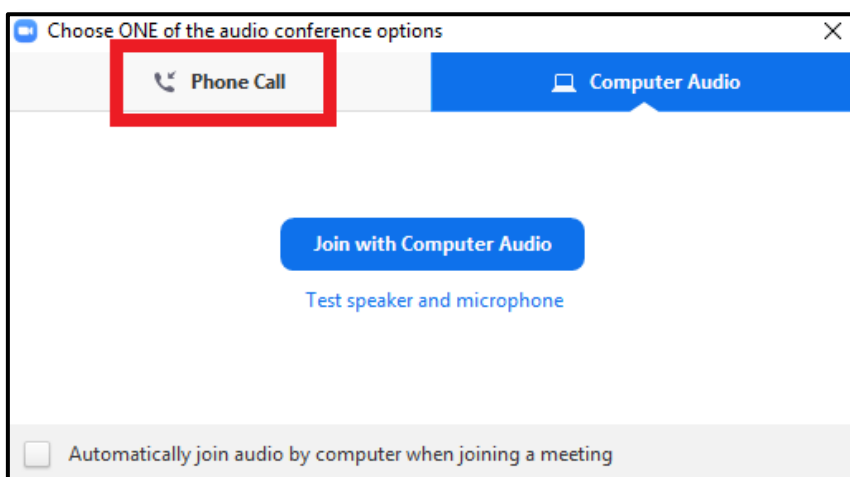 Choose ONE of the audio conference options
Phone Call
Computer Audio
Join with Computer Audio
Test speaker and microphone
Automatically join audio by computer when joining a meeting